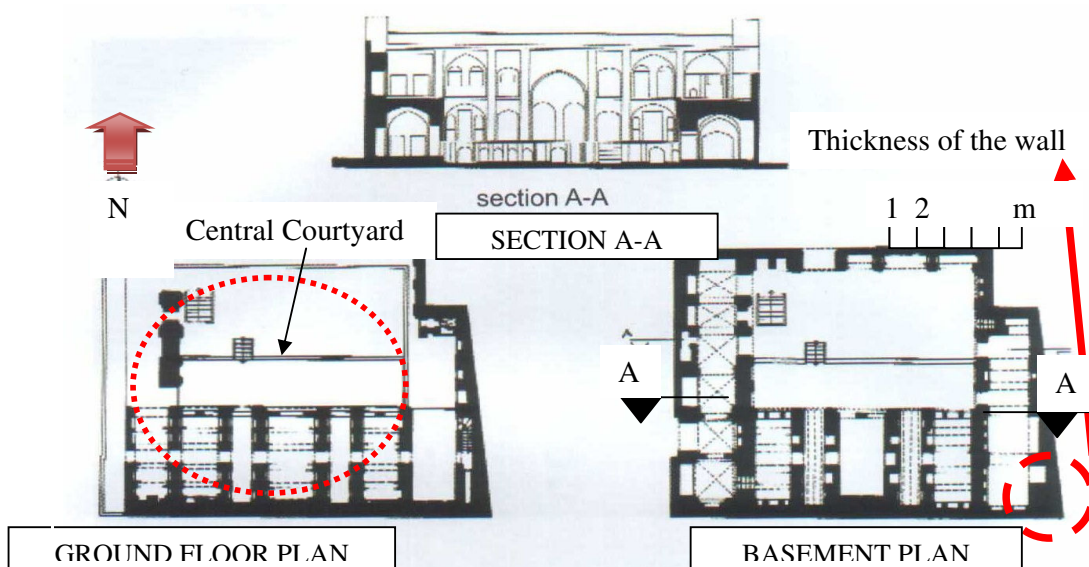 Thickness of the wall
N
section A-A
1 2 m
Central Courtyard
SECTION A-A
A
A
A
GROUND FLOOR PLAN
BASEMENT PLAN